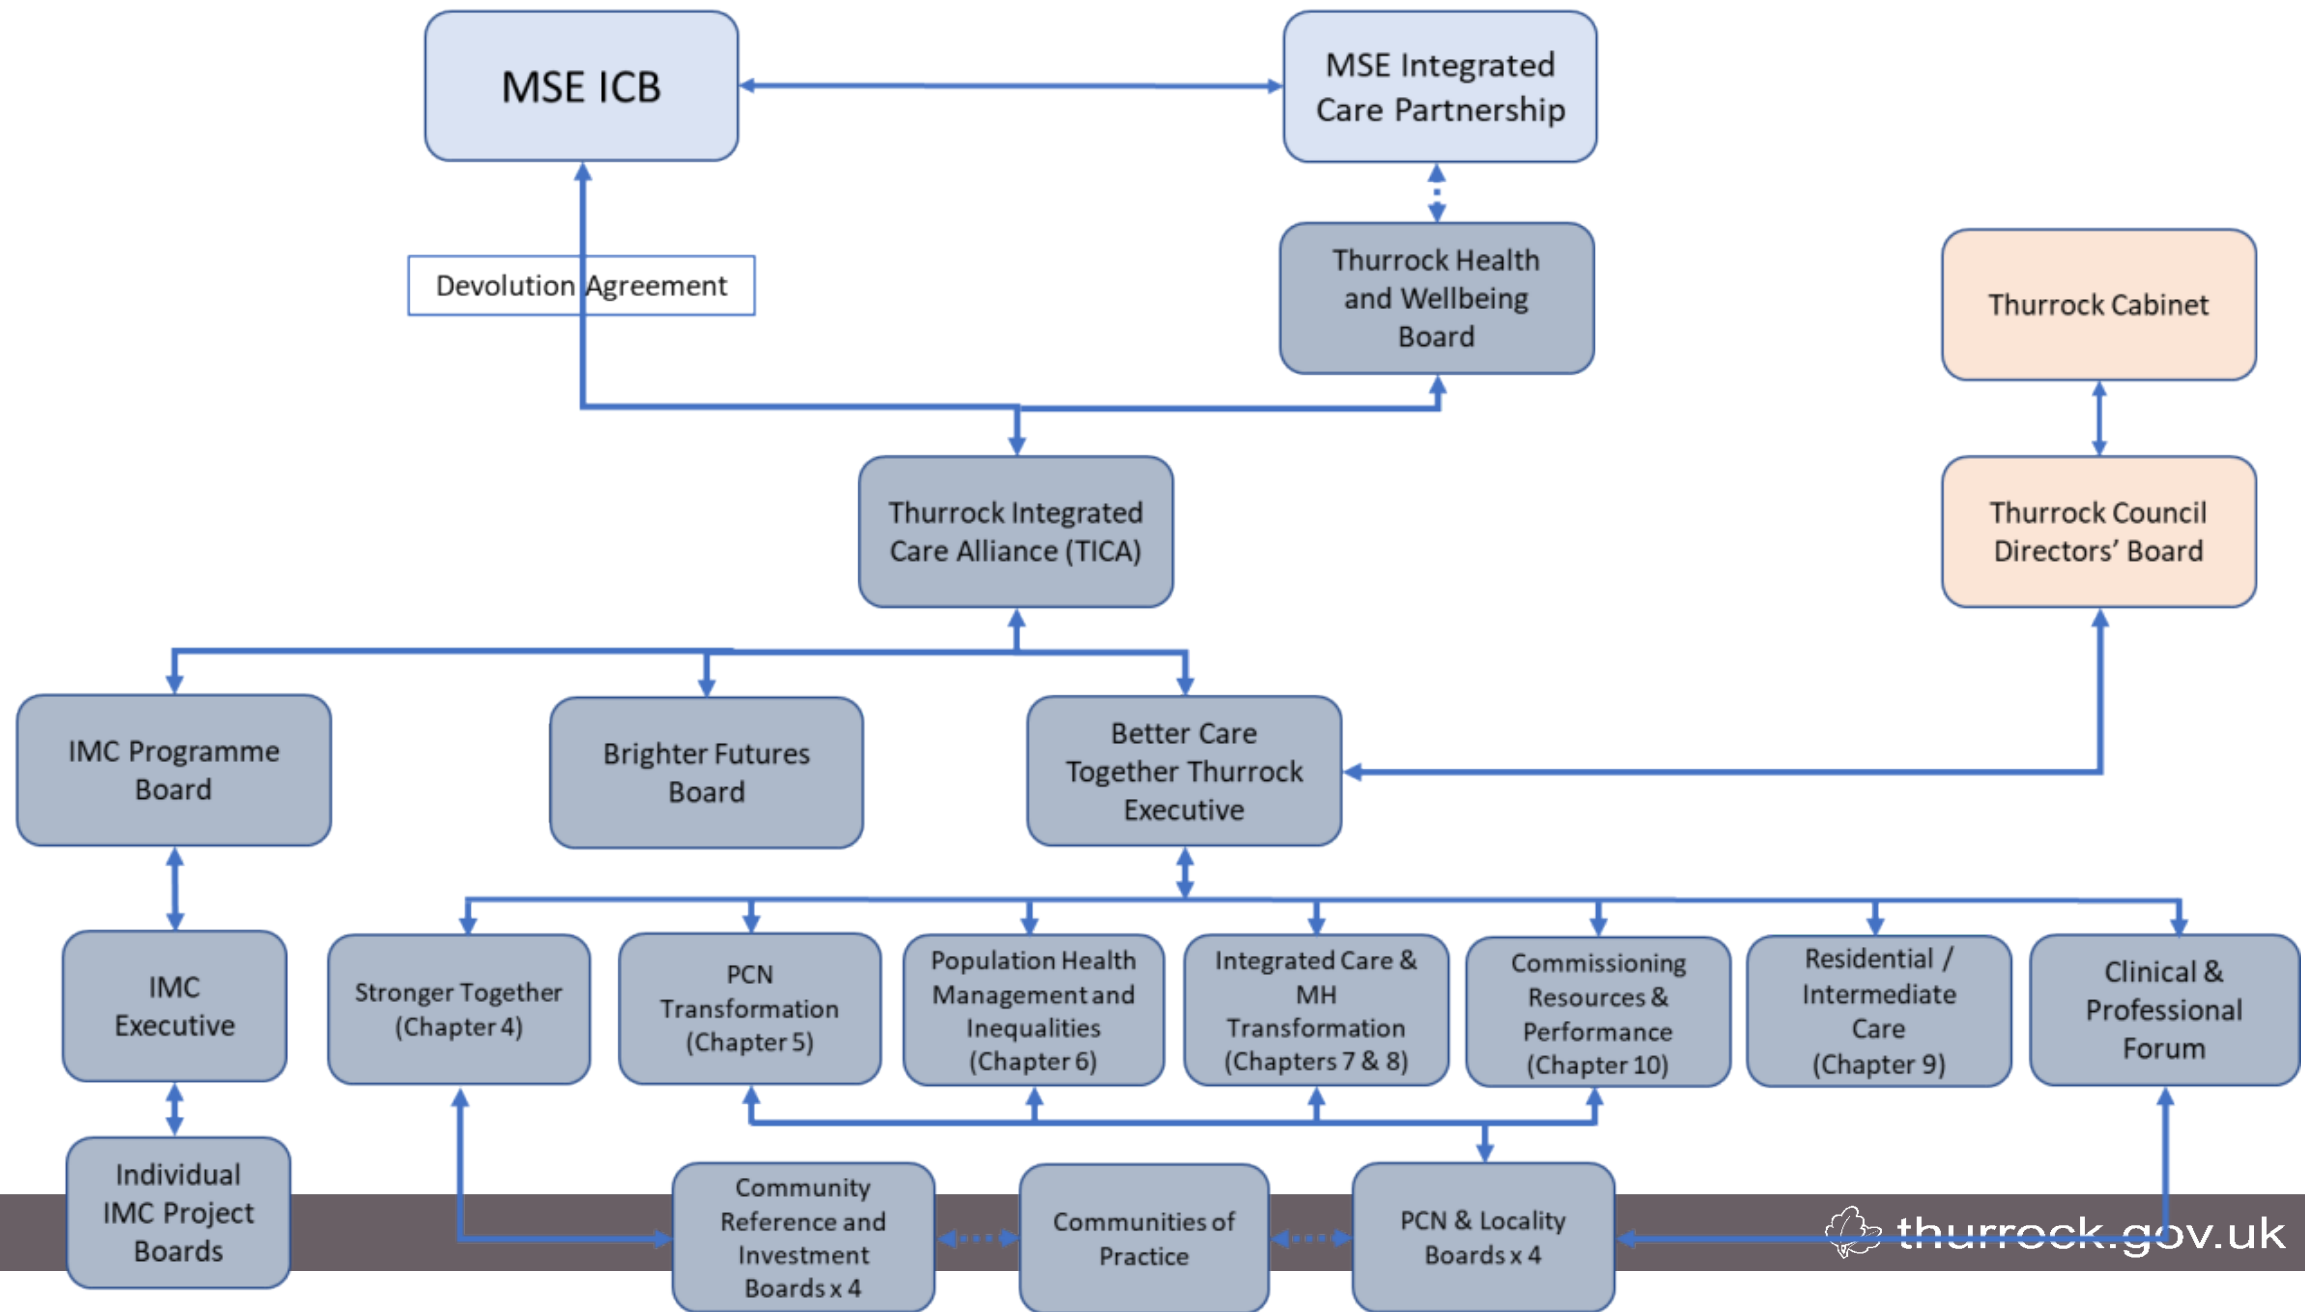 MSE ICB
MSE Integrated
Care Partnership
Devolution Agreement
Thurrock Health
and Wellbeing
Board
Thurrock Cabinet
Thurrock Integrated
Care Alliance (TICA)
Thurrock Council
Directors’ Board
IMC Programme
Board
Brighter Futures
Board
Better Care
Together Thurrock
Executive
IMC
Executive
Stronger Together
(Chapter 4)
PCN
Transformation
(Chapter 5)
Population Health
Management and
Inequalities
(Chapter 6)
Integrated Care &
MH
Transformation
(Chapters 7 & 8)
Commissioning
Resources &
Performance
(Chapter 10)
Residential /
Intermediate
Care
(Chapter 9)
Clinical &
Professional
Forum
Individual
IMC Project
Boards
Community
Reference and
Investment
Boards x 4
Communities of
Practice
PCN & Locality
Boards x 4
thurrock.gov.uk